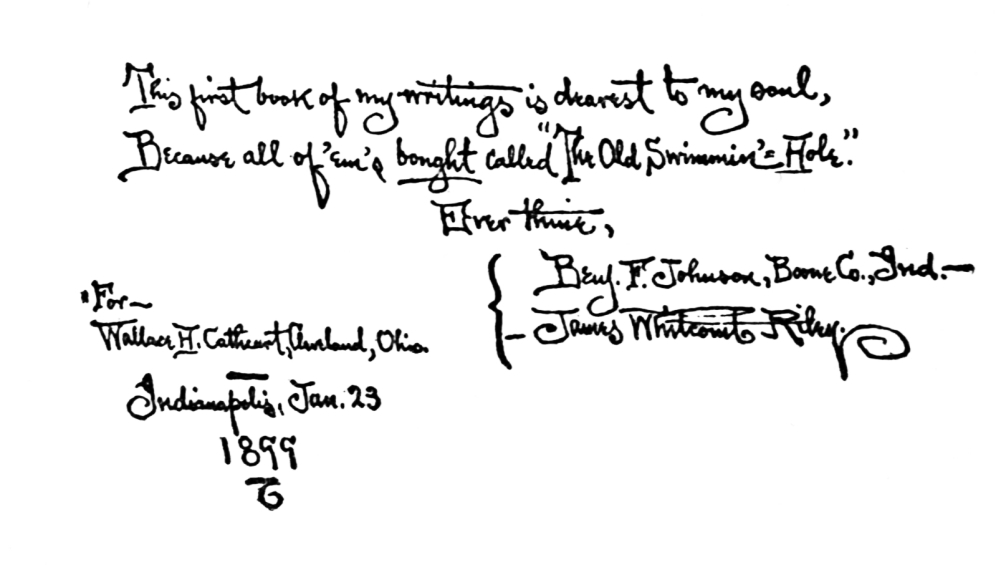 This first book of my writings is dearest to my soul,
Because all of 'em's bought called "The Old Swimmin'=Hole."
Ever thine,
Benj. F. Johnson, Boone Co., Ind.—
James Whitcomb Riley.
"For—
Wallace H. Cathcart, Cleveland, Ohio.
Indianapolis, Jan. 23
1899